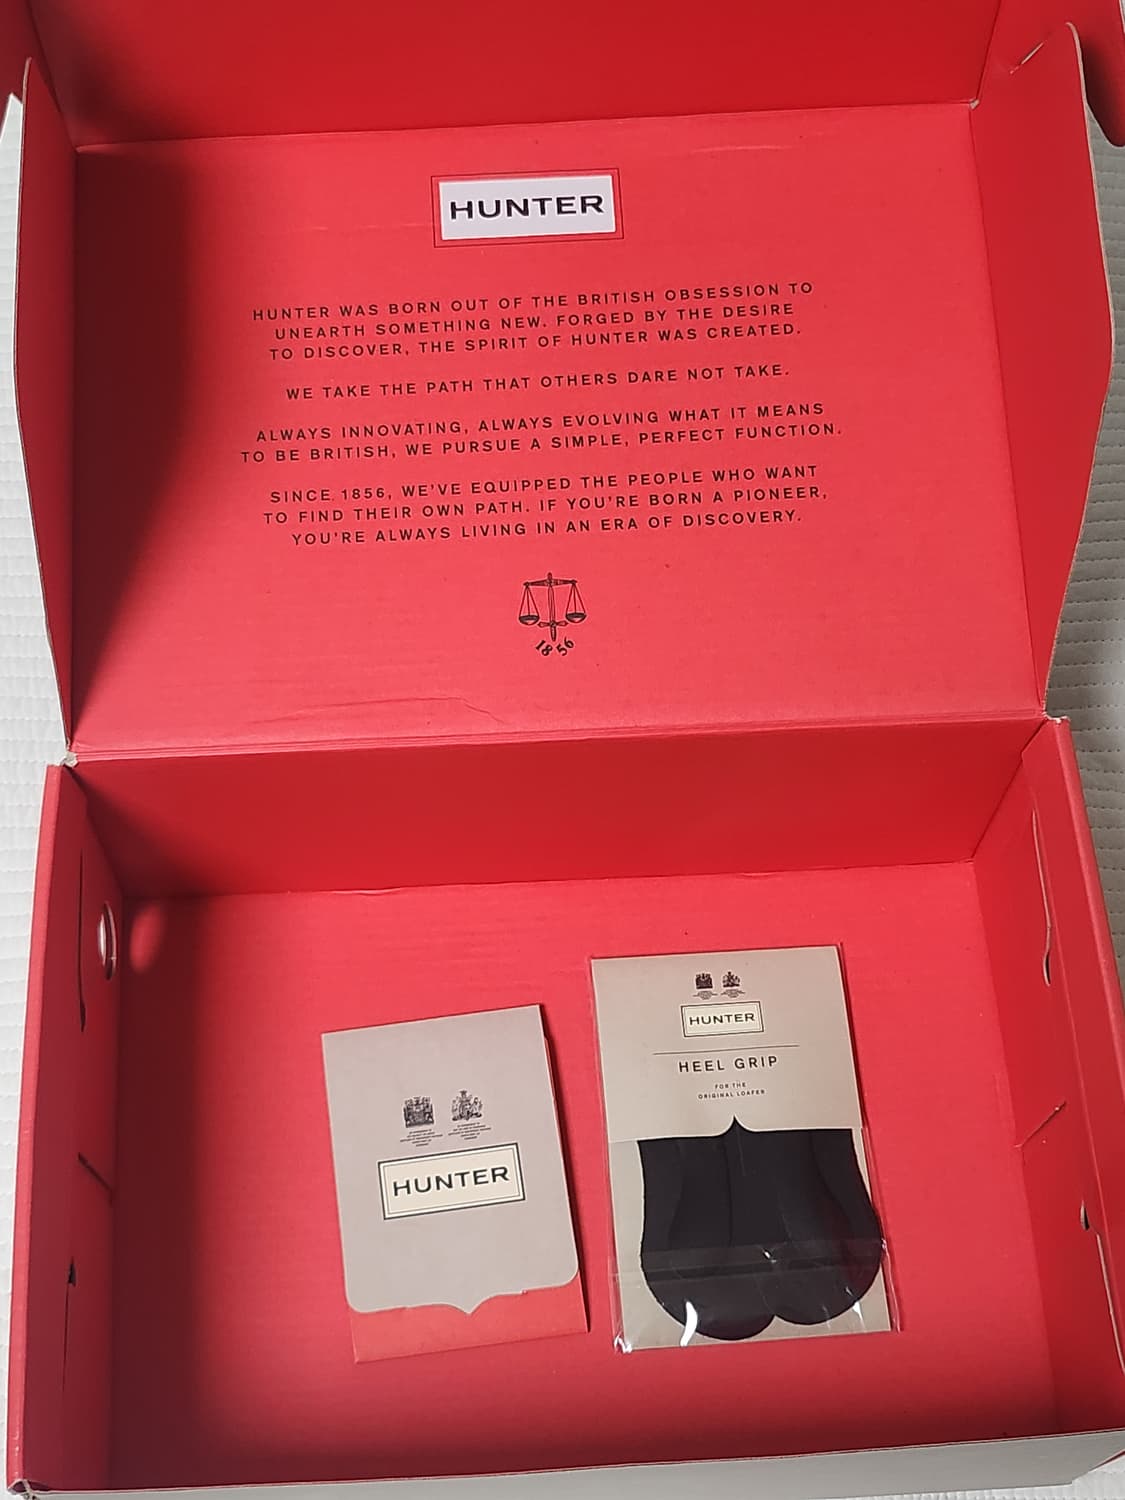 HUNTER
HUNTER WAS BORN OUT OF THE BRITISH OBSESSION TO
UNEARTH SOMETHING NEW. FORGED BY THE DESIRE
TO DISCOVER, THE SPIRIT OF HUNTER WAS CREATED.
WE TAKE THE PATH THAT OTHERS DARE NOT TAKE.
ALWAYS INNOVATING, ALWAYS EVOLVING WHAT IT MEANS
TO BE BRITISH, WE PURSUE A SIMPLE, PERFECT FUNCTION.
SINCE 1856, WE'VE EQUIPPED THE PEOPLE WHO WANT
TO FIND THEIR OWN PATH. IF YOU'RE BORN A PIONEER,
YOU'RE ALWAYS LIVING IN AN ERA OF DISCOVERY.
1856
HUNTER
HUNTER
HEEL GRIP
FOR THE
ORIGINAL LOAFER